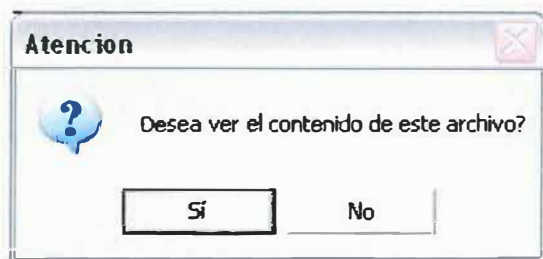 Atencion
Desea ver el contenido de este archivo?
Sí No